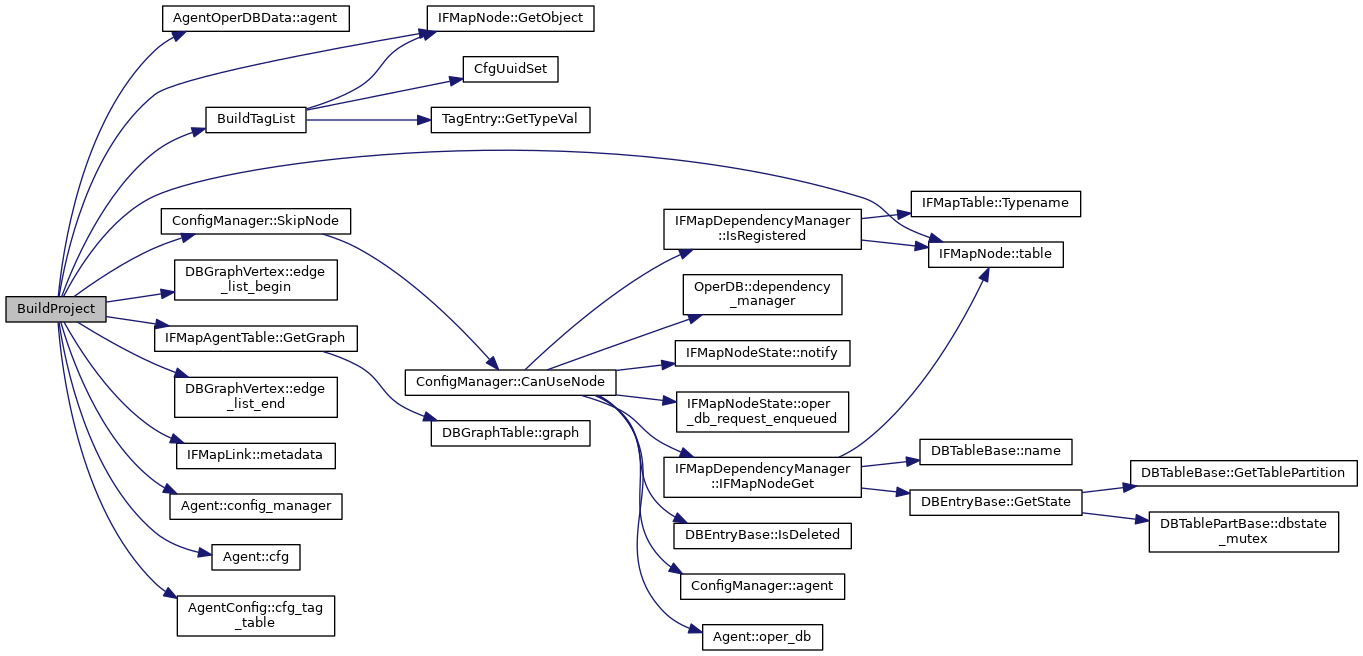 BuildProject
AgentOperDBData::agent
IFMapNode::GetObject
BuildTagList
CfgUuidSet
TagEntry::GetTypeVal
ConfigManager::SkipNode
DBGraphVertex::edge
_list_begin
IFMapAgentTable::GetGraph
DBGraphVertex::edge
_list_end
IFMapLink::metadata
Agent::config_manager
Agent::cfg
AgentConfig::cfg_tag
_table
ConfigManager::CanUseNode
DBGraphTable::graph
IFMapDependencyManager
::IsRegistered
OperDB::dependency
_manager
IFMapNodeState::notify
IFMapNodeState::oper
_db_request_enqueued
IFMapDependencyManager
::IFMapNodeGet
DBEntryBase::IsDeleted
ConfigManager::agent
Agent::oper_db
IFMapTable::Typename
IFMapNode::table
DBTableBase::name
DBEntryBase::GetState
DBTableBase::GetTablePartition
DBTablePartBase::dbstate
_mutex